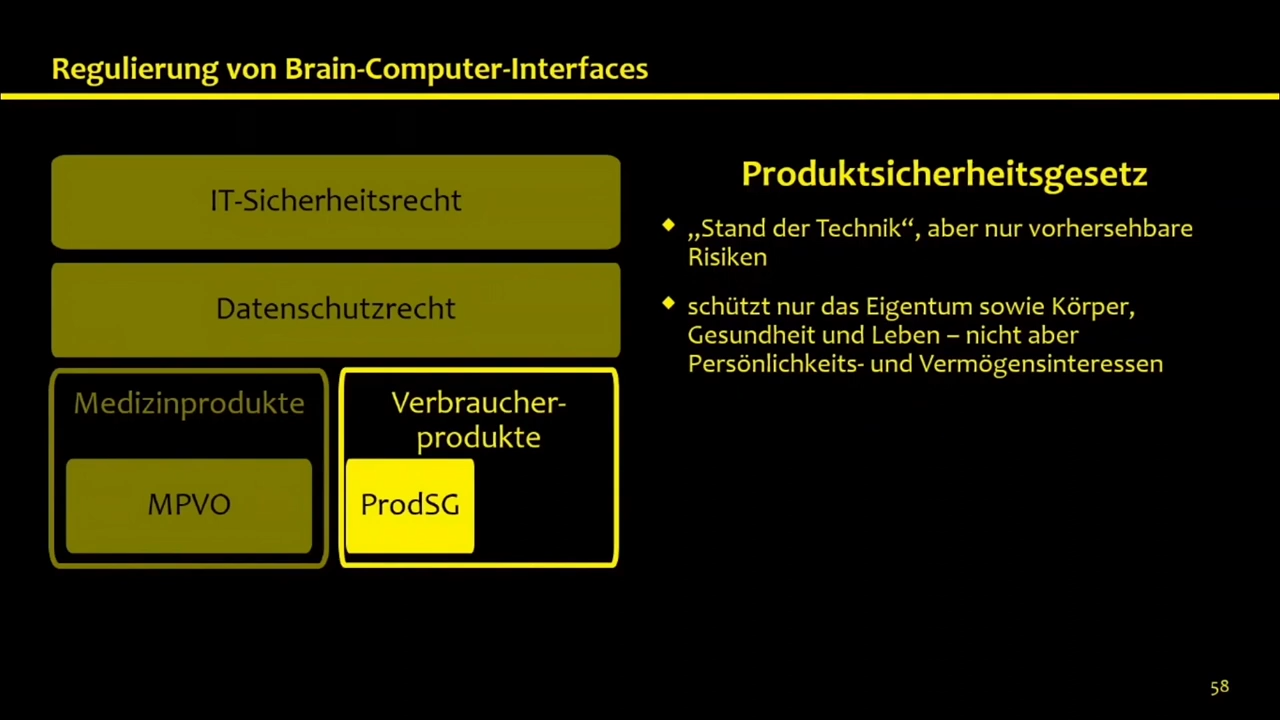 Regulierung von Brain-Computer-Interfaces
IT-Sicherheitsrecht
Datenschutzrecht
Medizinprodukte
MPVO
Verbraucher-
produkte
ProdSG
Produktsicherheitsgesetz
„Stand der Technik“, aber nur vorhersehbare
Risiken
schützt nur das Eigentum sowie Körper,
Gesundheit und Leben – nicht aber
Persönlichkeits- und Vermögensinteressen
58